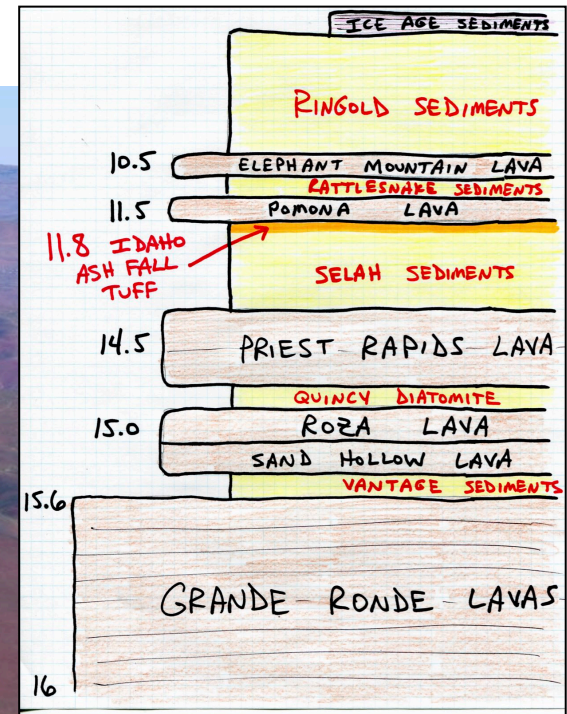 ICE AGE SEDIMENTS
RINGOLD SEDIMENTS
10.5 ELEPHANT MOUNTAIN LAVA
RATTLESNAKE SEDIMENTS
11.5 POMONA LAVA
11.8 IDAHO
ASH FALL
TUFF
SELAH SEDIMENTS
14.5 PRIEST RAPIDS LAVA
QUINCY DIATOMITE
15.0 ROZA LAVA
SAND HOLLOW LAVA
VANTAGE SEDIMENTS
15.6
GRANDE RONDE LAVAS
16